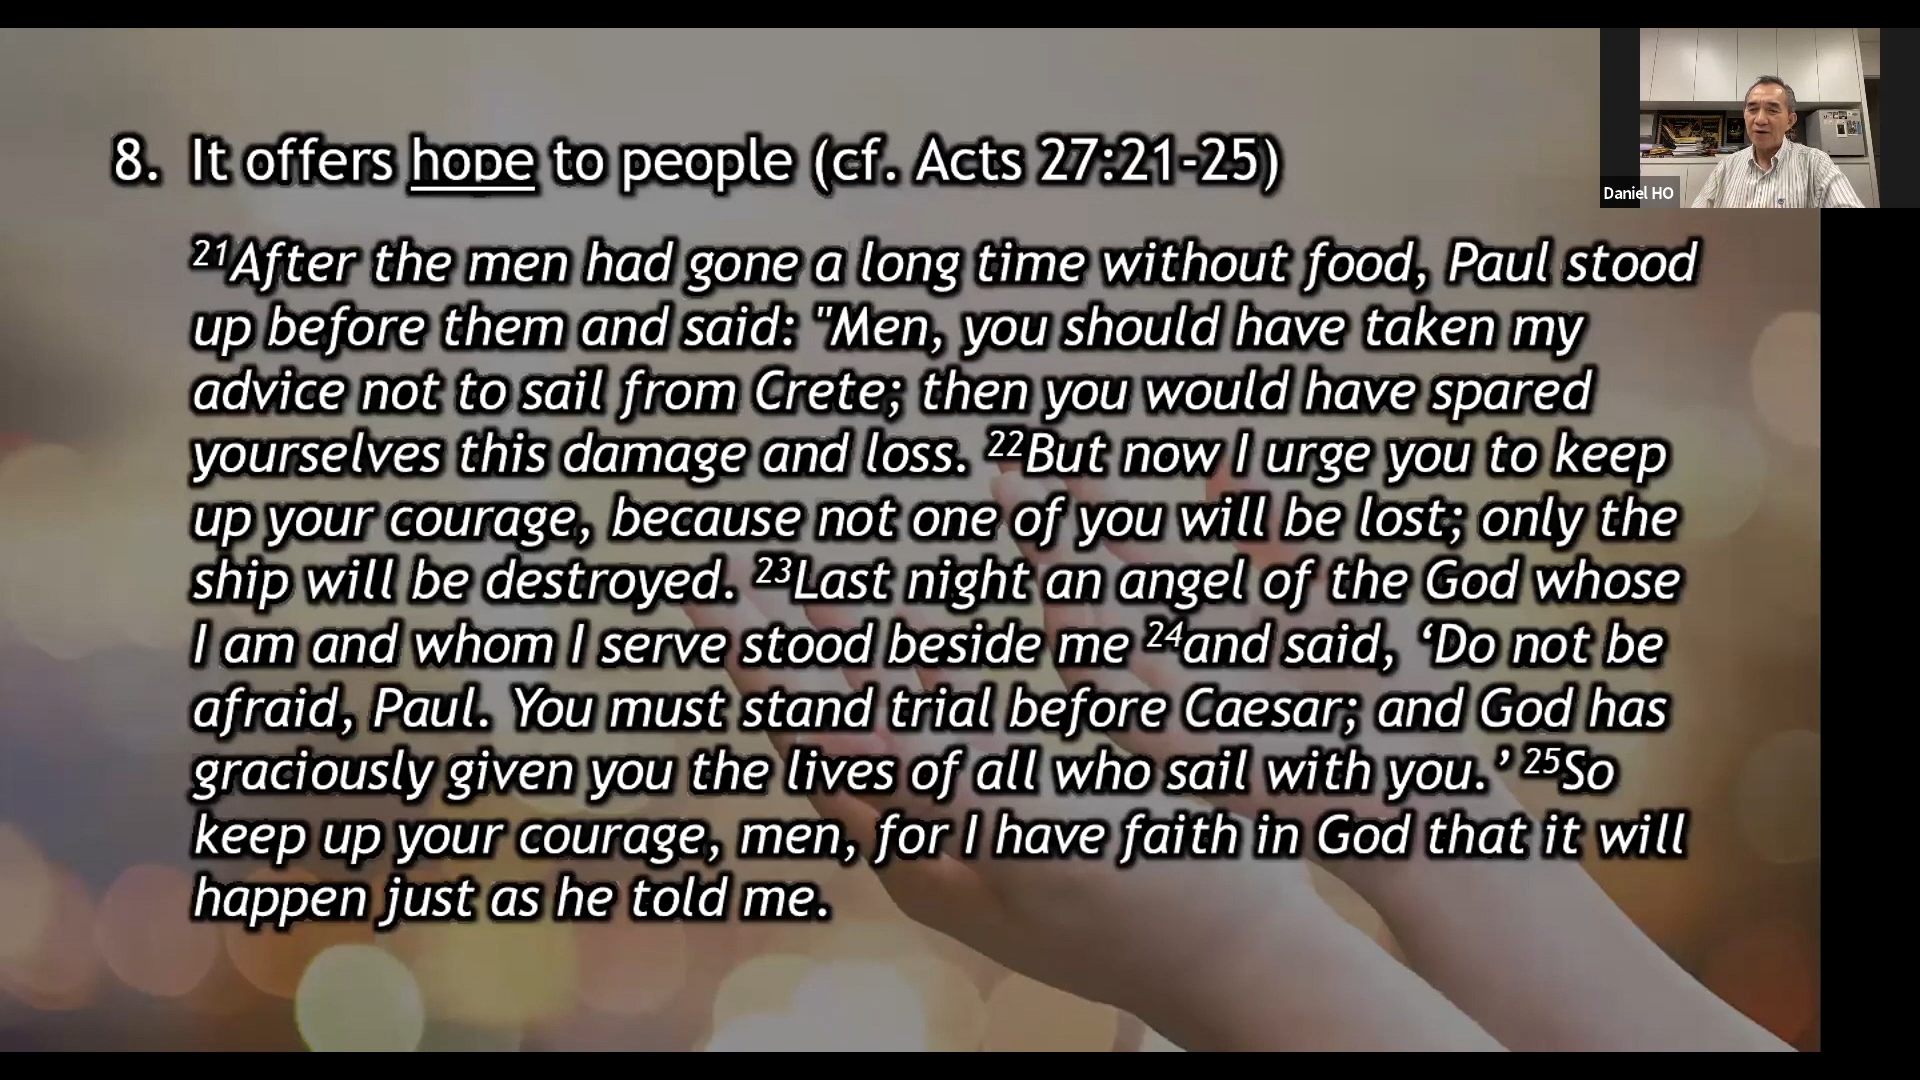 8. It offers hope to people (cf. Acts 27:21-25)
21After the men had gone a long time without food, Paul stood
up before them and said: "Men, you should have taken my
advice not to sail from Crete; then you would have spared
yourselves this damage and loss. 22But now I urge you to keep
up your courage, because not one of you will be lost; only the
ship will be destroyed. 23Last night an angel of the God whose
I am and whom I serve stood beside me 24and said, ‘Do not be
afraid, Paul. You must stand trial before Caesar; and God has
graciously given you the lives of all who sail with you.’ 25So
keep up your courage, men, for I have faith in God that it will
happen just as he told me.
Daniel HO